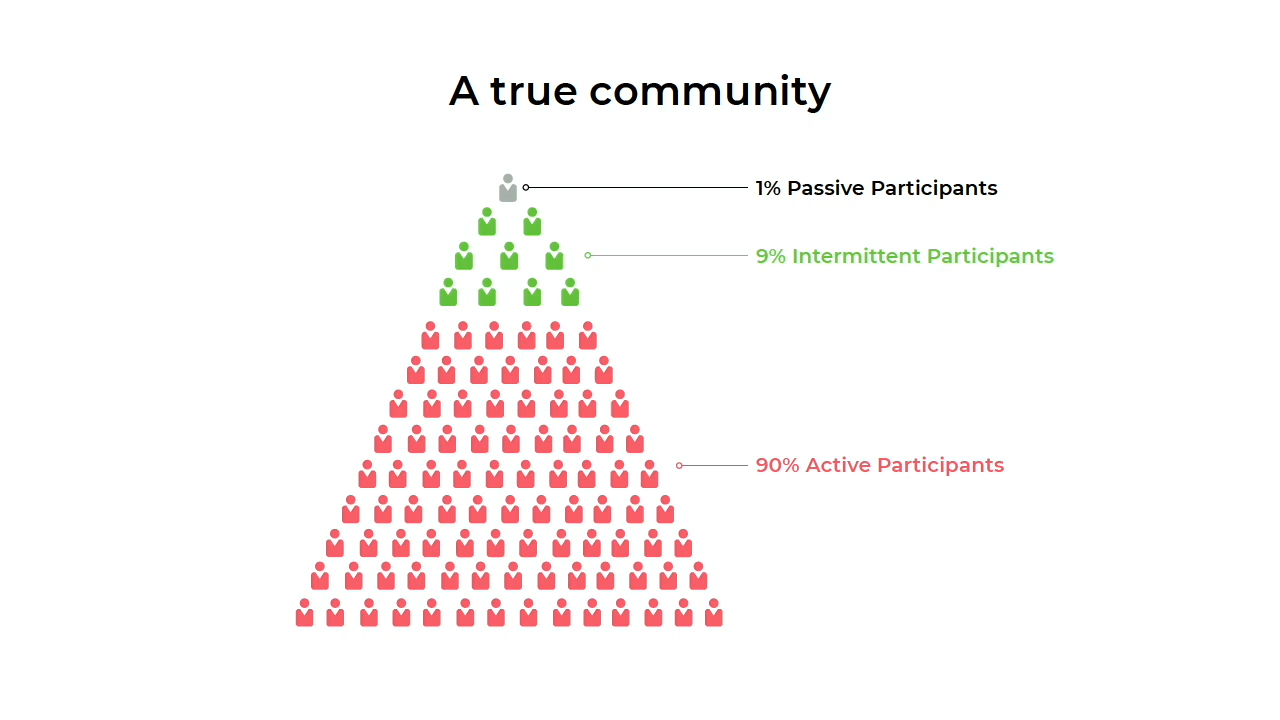 A true community
1% Passive Participants
9% Intermittent Participants
90% Active Participants